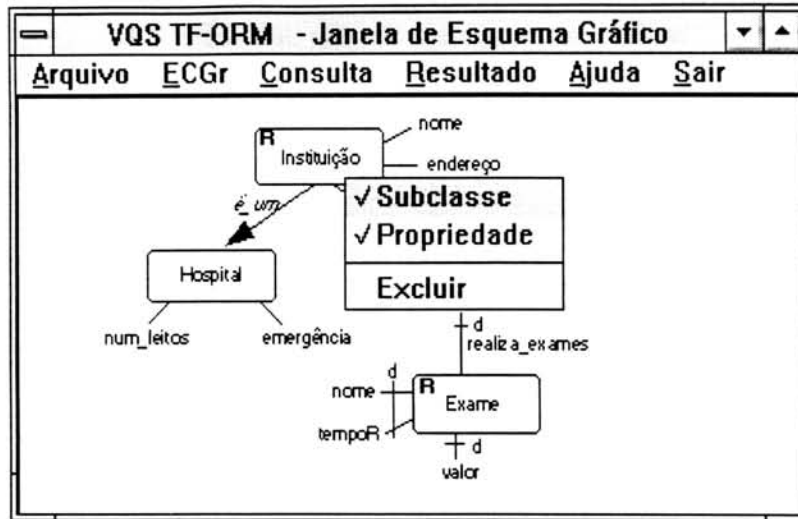 VQS TF-ORM - Janela de Esquema Gráfico
Arquivo ECGr Consulta Resultado Ajuda Sair
nome
R
Instituição
endereço
é_um
✓ Subclasse
✓ Propriedade
Excluir
Hospital
num_leitos
emergência
d
realiza_exames
d
nome
R
Exame
tempoR
d
valor